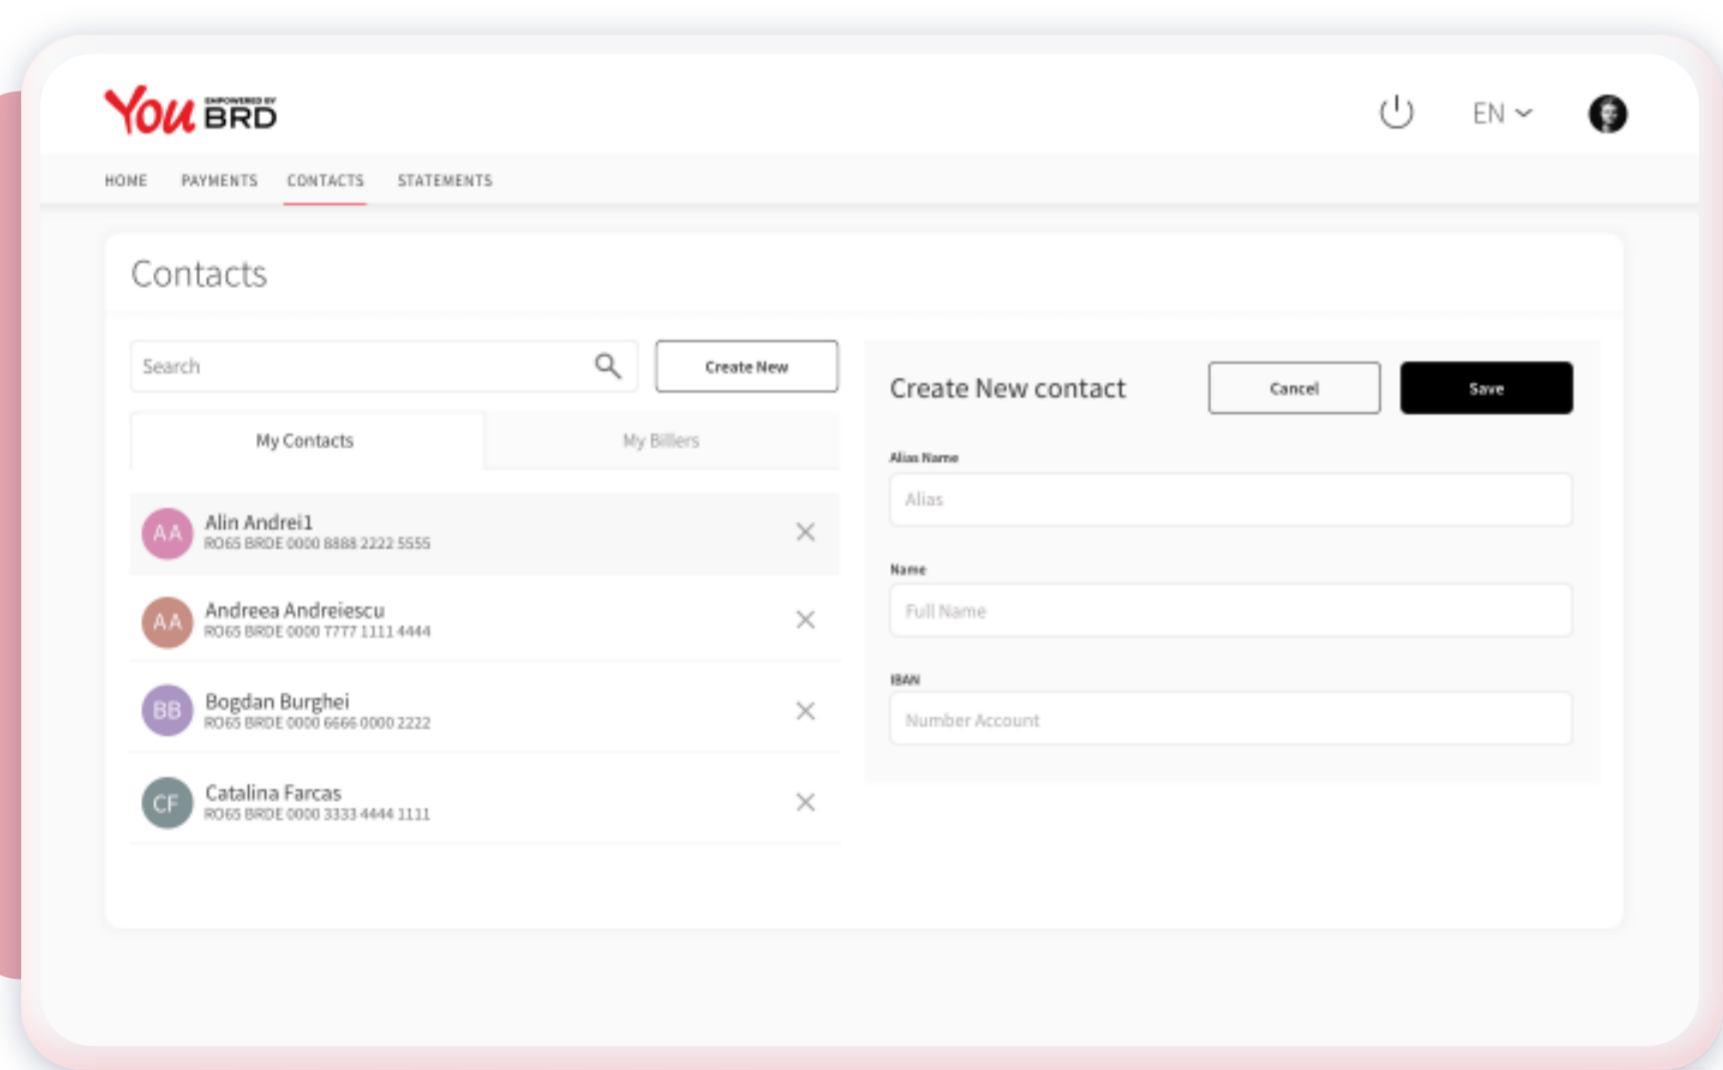 You EMPOWERED BY
BRD
EN
HOME PAYMENTS CONTACTS STATEMENTS
Contacts
Search
Create New
My Contacts
My Billers
AA
Alin Andrei1
RO65 BRDE 0000 8888 2222 5555
AA
Andreea Andreiescu
RO65 BRDE 0000 7777 1111 4444
BB
Bogdan Burghei
RO65 BRDE 0000 6666 0000 2222
CF
Catalina Farcas
RO65 BRDE 0000 3333 4444 1111
Create New contact
Cancel
Save
Alias Name
Alias
Name
Full Name
IBAN
Number Account